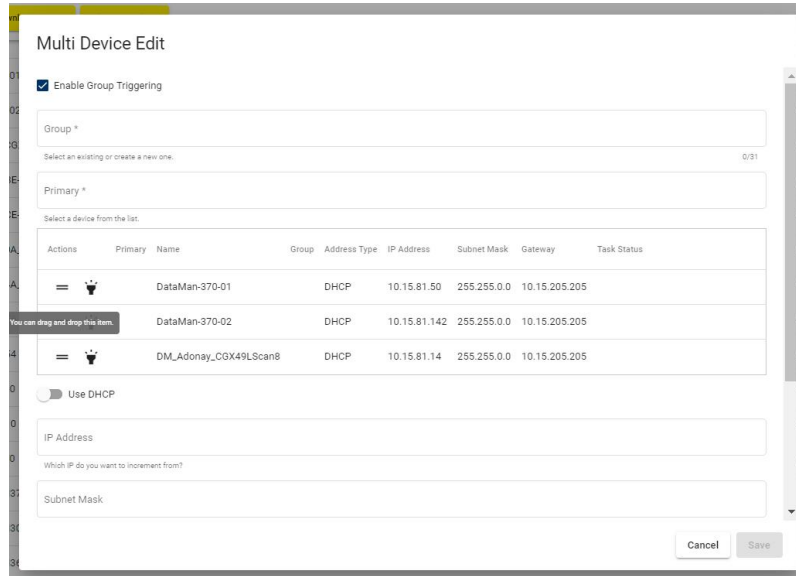 Multi Device Edit
Enable Group Triggering
Group *
Select an existing or create a new one. 0/31
Primary *
Select a device from the list.
Actions Primary Name Group Address Type IP Address Subnet Mask Gateway Task Status
DataMan-370-01 DHCP 10.15.81.50 255.255.0.0 10.15.205.205
You can drag and drop this item. DataMan-370-02 DHCP 10.15.81.142 255.255.0.0 10.15.205.205
DM_Adonay_CGX49LScan8 DHCP 10.15.81.14 255.255.0.0 10.15.205.205
Use DHCP
IP Address
Which IP do you want to increment from?
Subnet Mask
Cancel Save